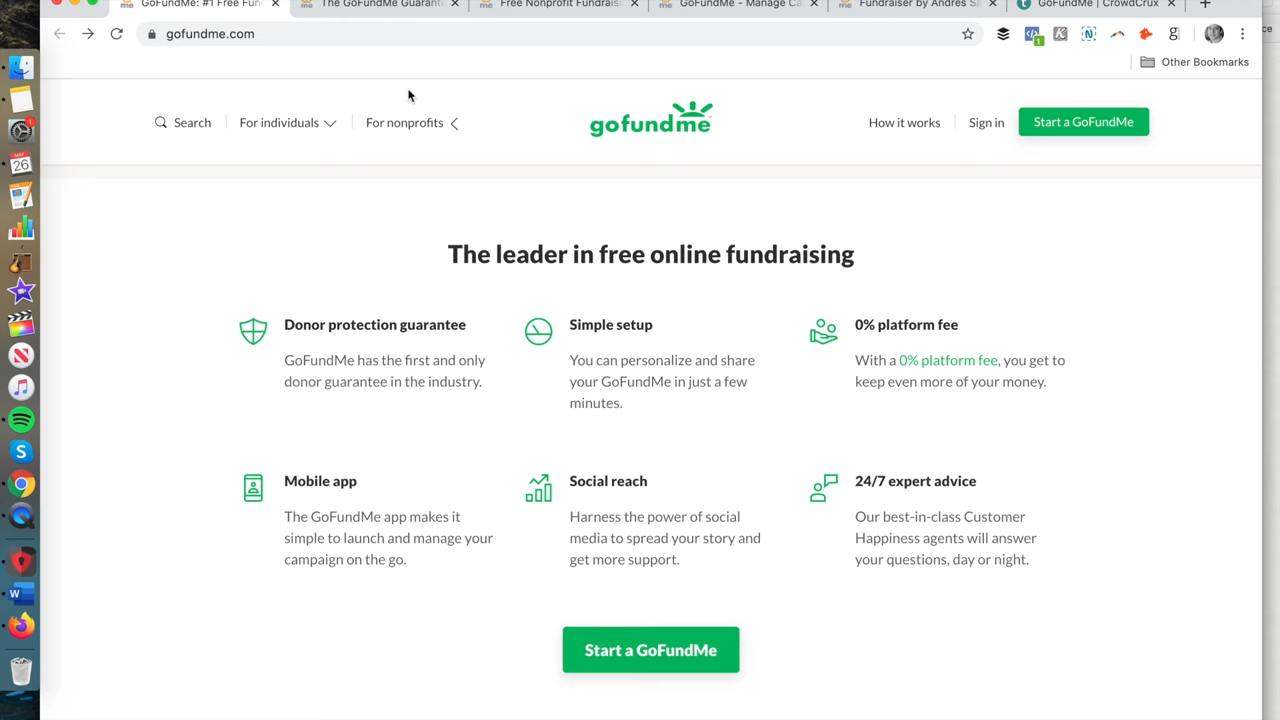 GoFundMe: #1 Free Fun
The GoFundMe Guarant
Free Nonprofit Fundrais
GoFundMe - Manage Ca
Fundraiser by Andres Sa
GoFundMe | CrowdCrux
gofundme.com
1
g
ce
Other Bookmarks
Search
For individuals
For nonprofits
gofundme
How it works
Sign in
Start a GoFundMe
The leader in free online fundraising
Donor protection guarantee
GoFundMe has the first and only
donor guarantee in the industry.
Simple setup
You can personalize and share
your GoFundMe in just a few
minutes.
0% platform fee
With a 0% platform fee, you get to
keep even more of your money.
Mobile app
The GoFundMe app makes it
simple to launch and manage your
campaign on the go.
Social reach
Harness the power of social
media to spread your story and
get more support.
24/7 expert advice
Our best-in-class Customer
Happiness agents will answer
your questions, day or night.
Start a GoFundMe
1
26
S
W